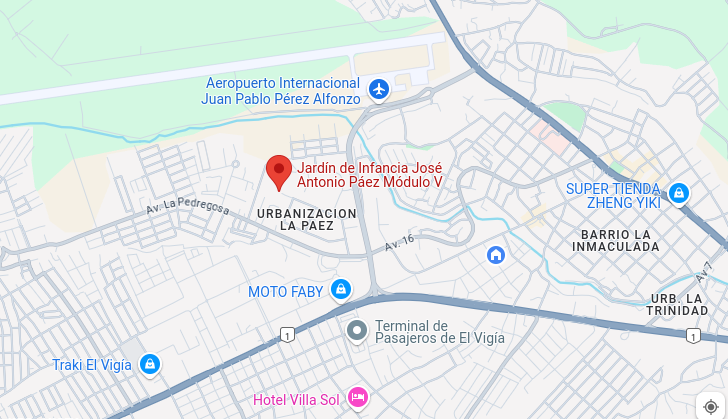 Aeropuerto Internacional
Juan Pablo Pérez Alfonzo
Jardín de Infancia José
Antonio Páez Módulo V
SUPER TIENDA
ZHENG YIKI
Av. La Pedregosa
URBANIZACION
LA PAEZ
Av. 16
BARRIO LA
INMACULADA
Av 7
MOTO FABY
URB. LA
TRINIDAD
1
Terminal de
Pasajeros de El Vigía
1
Traki El Vigía
Hotel Villa Sol